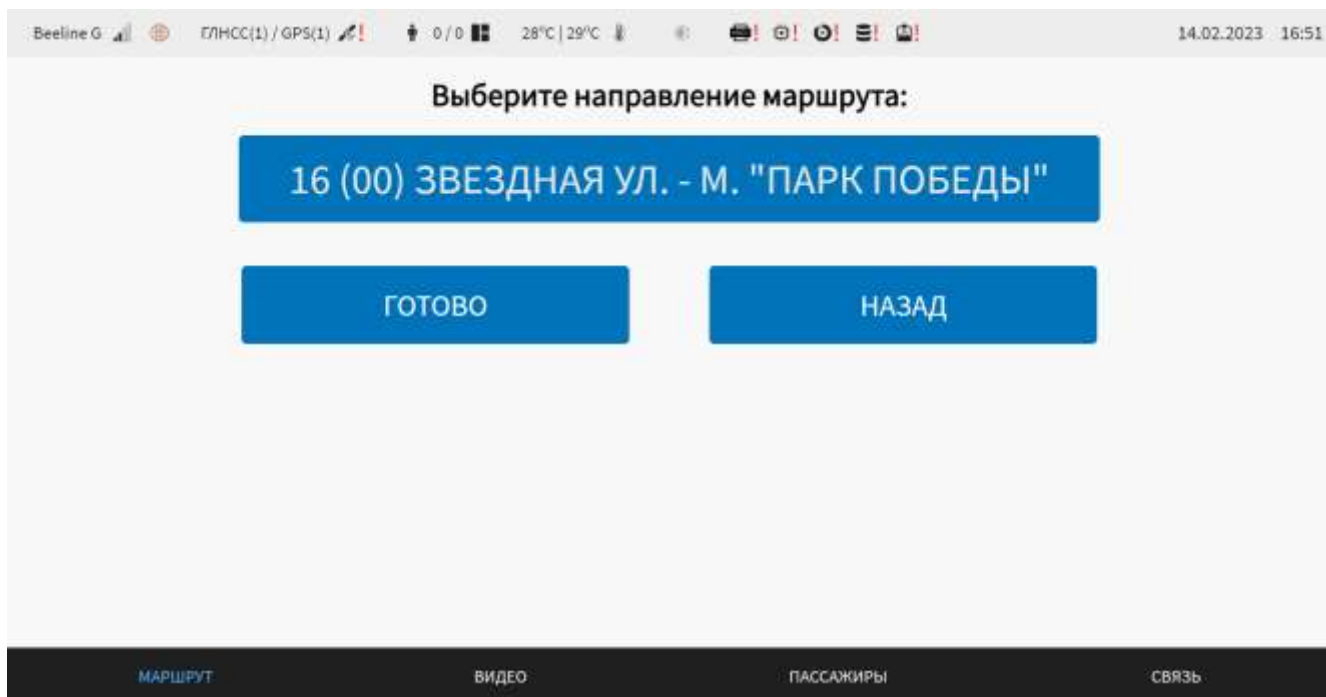 Beeline G ГЛНСС(1) / GPS(1) ! 0 / 0 28°C | 29°C ! ! ! ! ! 14.02.2023 16:51
Выберите направление маршрута:
16 (00) ЗВЕЗДНАЯ УЛ. - М. "ПАРК ПОБЕДЫ"
ГОТОВО НАЗАД
МАРШРУТ ВИДЕО ПАССАЖИРЫ СВЯЗЬ